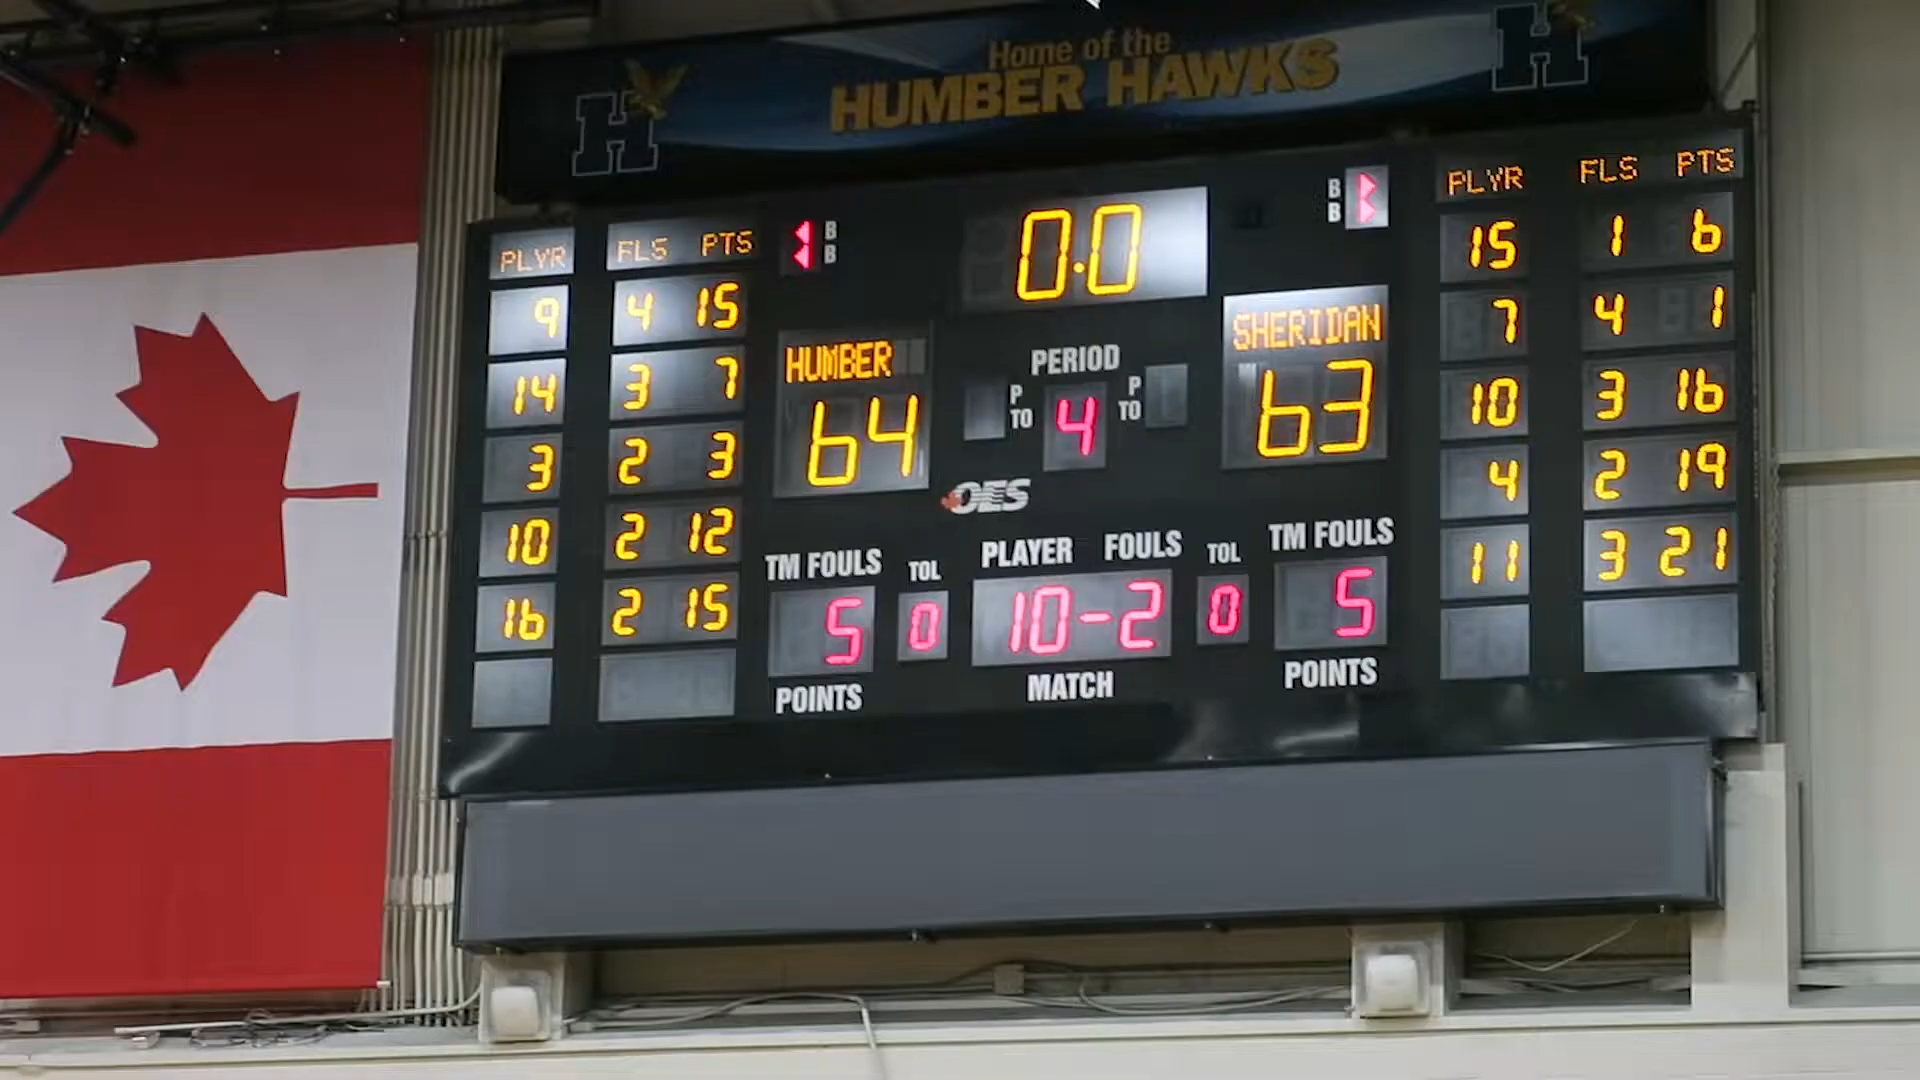 Home of the
HUMBER HAWKS
H
H
PLYR FLS PTS
9 4 15
14 3 7
3 2 3
10 2 12
16 2 15
B
B
0.0
B
B
HUMBER
64
PERIOD
P
TO
4
P
TO
SHERIDAN
63
OES
TM FOULS
5
POINTS
TOL
0
PLAYER FOULS
10-2
MATCH
TOL
0
TM FOULS
5
POINTS
PLYR FLS PTS
15 1 6
7 4 1
10 3 16
4 2 19
11 3 21